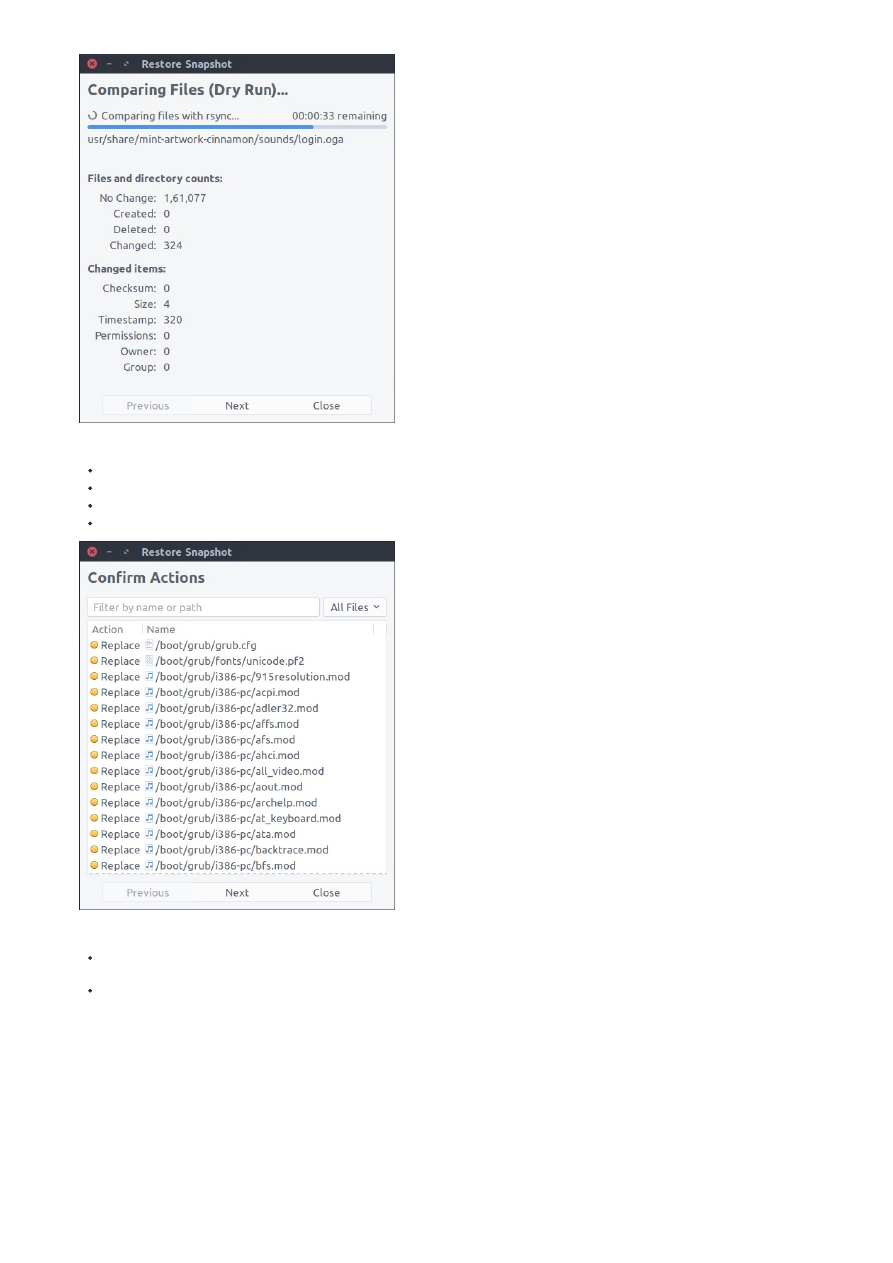 Restore Snapshot
Comparing Files (Dry Run)...
Comparing files with rsync... 00:00:33 remaining
usr/share/mint-artwork-cinnamon/sounds/login.oga
Files and directory counts:
No Change: 1,61,077
Created: 0
Deleted: 0
Changed: 324
Changed items:
Checksum: 0
Size: 4
Timestamp: 320
Permissions: 0
Owner: 0
Group: 0
Previous Next Close
Restore Snapshot
Confirm Actions
Filter by name or path All Files
Action Name
Replace /boot/grub/grub.cfg
Replace /boot/grub/fonts/unicode.pf2
Replace /boot/grub/i386-pc/915resolution.mod
Replace /boot/grub/i386-pc/acpi.mod
Replace /boot/grub/i386-pc/adler32.mod
Replace /boot/grub/i386-pc/affs.mod
Replace /boot/grub/i386-pc/afs.mod
Replace /boot/grub/i386-pc/ahci.mod
Replace /boot/grub/i386-pc/all_video.mod
Replace /boot/grub/i386-pc/aout.mod
Replace /boot/grub/i386-pc/archelp.mod
Replace /boot/grub/i386-pc/at_keyboard.mod
Replace /boot/grub/i386-pc/ata.mod
Replace /boot/grub/i386-pc/backtrace.mod
Replace /boot/grub/i386-pc/bfs.mod
Previous Next Close